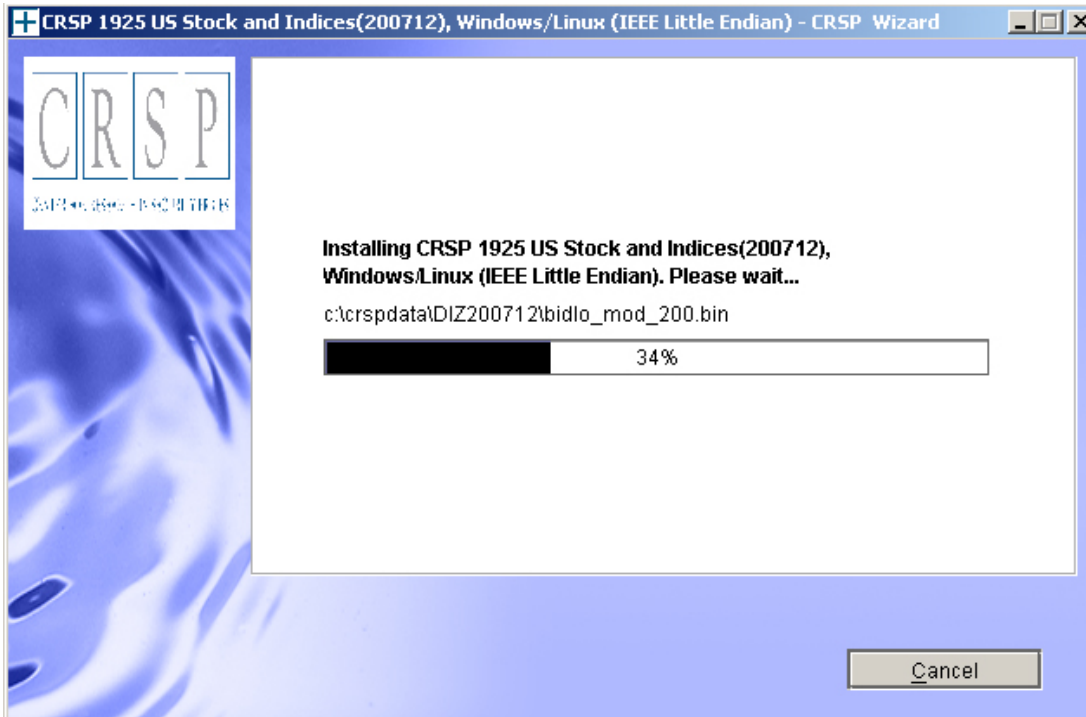 CRSP 1925 US Stock and Indices(200712), Windows/Linux (IEEE Little Endian) - CRSP Wizard
CRSP
Installing CRSP 1925 US Stock and Indices(200712),
Windows/Linux (IEEE Little Endian). Please wait...
c:\crspdata\DIZ200712\bidlo_mod_200.bin
34%
Cancel